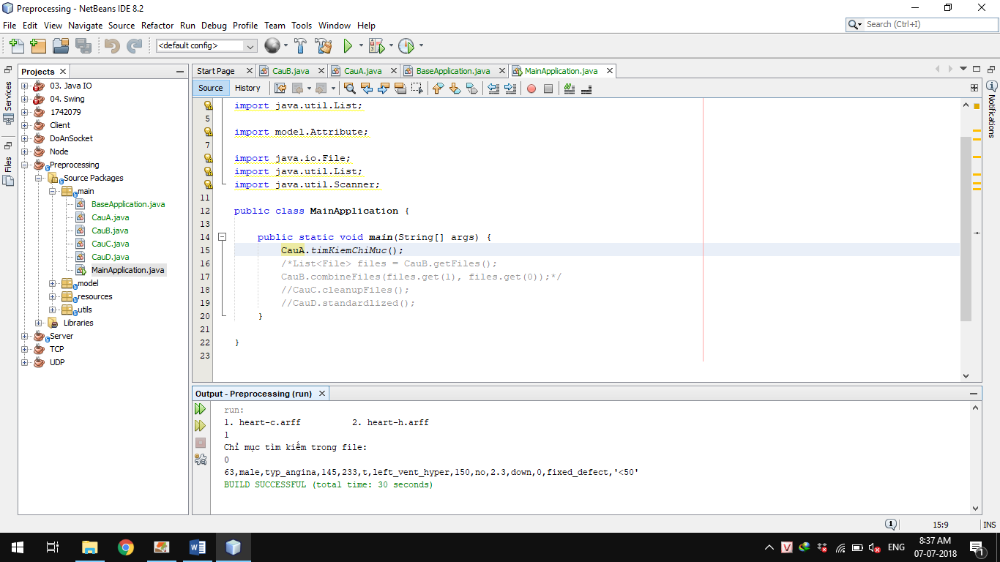 Preprocessing - NetBeans IDE 8.2
File Edit View Navigate Source Refactor Run Debug Profile Team Tools Window Help
Search (Ctrl+I)
<default config>
Services
Files
Projects
03. Java IO
04. Swing
1742079
Client
DoAnSocket
Node
Preprocessing
Source Packages
main
BaseApplication.java
CauA.java
CauB.java
CauC.java
CauD.java
MainApplication.java
model
resources
utils
Libraries
Server
TCP
UDP
Start Page CauB.java CauA.java BaseApplication.java MainApplication.java
Source History
import java.util.List;
5
import model.Attribute;
7
import java.io.File;
import java.util.List;
import java.util.Scanner;
11
12 public class MainApplication {
13
14 public static void main(String[] args) {
15 CauA.timKiemChiMuc();
16 /*List<File> files = CauB.getFiles();
17 CauB.combineFiles(files.get(1), files.get(0));*/
18 //CauC.cleanupFiles();
19 //CauD.standardlized();
20 }
21
22 }
23
Notifications
Output - Preprocessing (run)
run:
1. heart-c.arff 2. heart-h.arff
1
Chỉ mục tìm kiếm trong file:
0
63,male,typ_angina,145,233,t,left_vent_hyper,150,no,2.3,down,0,fixed_defect,'<50'
BUILD SUCCESSFUL (total time: 30 seconds)
1
15:9 INS
ENG
8:37 AM
07-07-2018
1